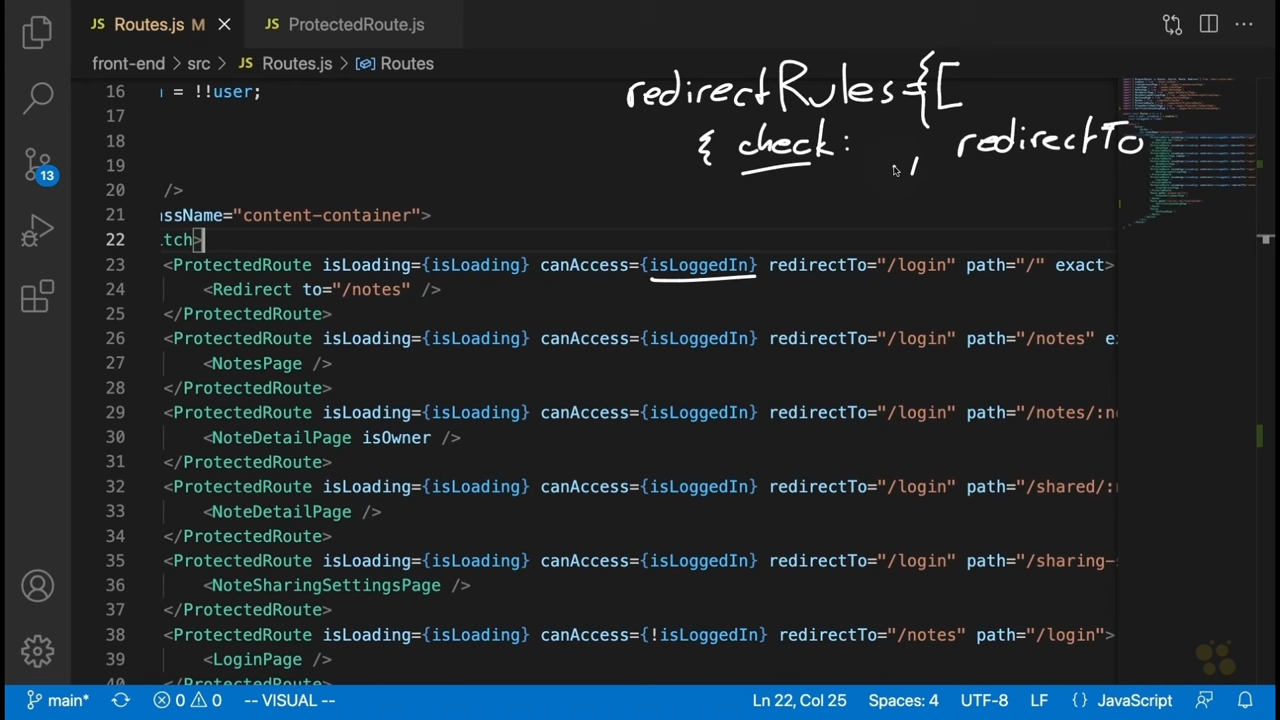 JS Routes.js M
JS ProtectedRoute.js
front-end > src > JS Routes.js > Routes
redirectRules={[
{ check: , redirectTo
16 = !!user;
17
18
19
20 />
21 ssName="content-container">
22 tch>
23 <ProtectedRoute isLoading={isLoading} canAccess={isLoggedIn} redirectTo="/login" path="/" exact>
24 <Redirect to="/notes" />
25 </ProtectedRoute>
26 <ProtectedRoute isLoading={isLoading} canAccess={isLoggedIn} redirectTo="/login" path="/notes" ex
27 <NotesPage />
28 </ProtectedRoute>
29 <ProtectedRoute isLoading={isLoading} canAccess={isLoggedIn} redirectTo="/login" path="/notes/:n
30 <NoteDetailPage isOwner />
31 </ProtectedRoute>
32 <ProtectedRoute isLoading={isLoading} canAccess={isLoggedIn} redirectTo="/login" path="/shared/:
33 <NoteDetailPage />
34 </ProtectedRoute>
35 <ProtectedRoute isLoading={isLoading} canAccess={isLoggedIn} redirectTo="/login" path="/sharing-
36 <NoteSharingSettingsPage />
37 </ProtectedRoute>
38 <ProtectedRoute isLoading={isLoading} canAccess={!isLoggedIn} redirectTo="/notes" path="/login">
39 <LoginPage />
13
main* 0 0 -- VISUAL -- Ln 22, Col 25 Spaces: 4 UTF-8 LF {} JavaScript